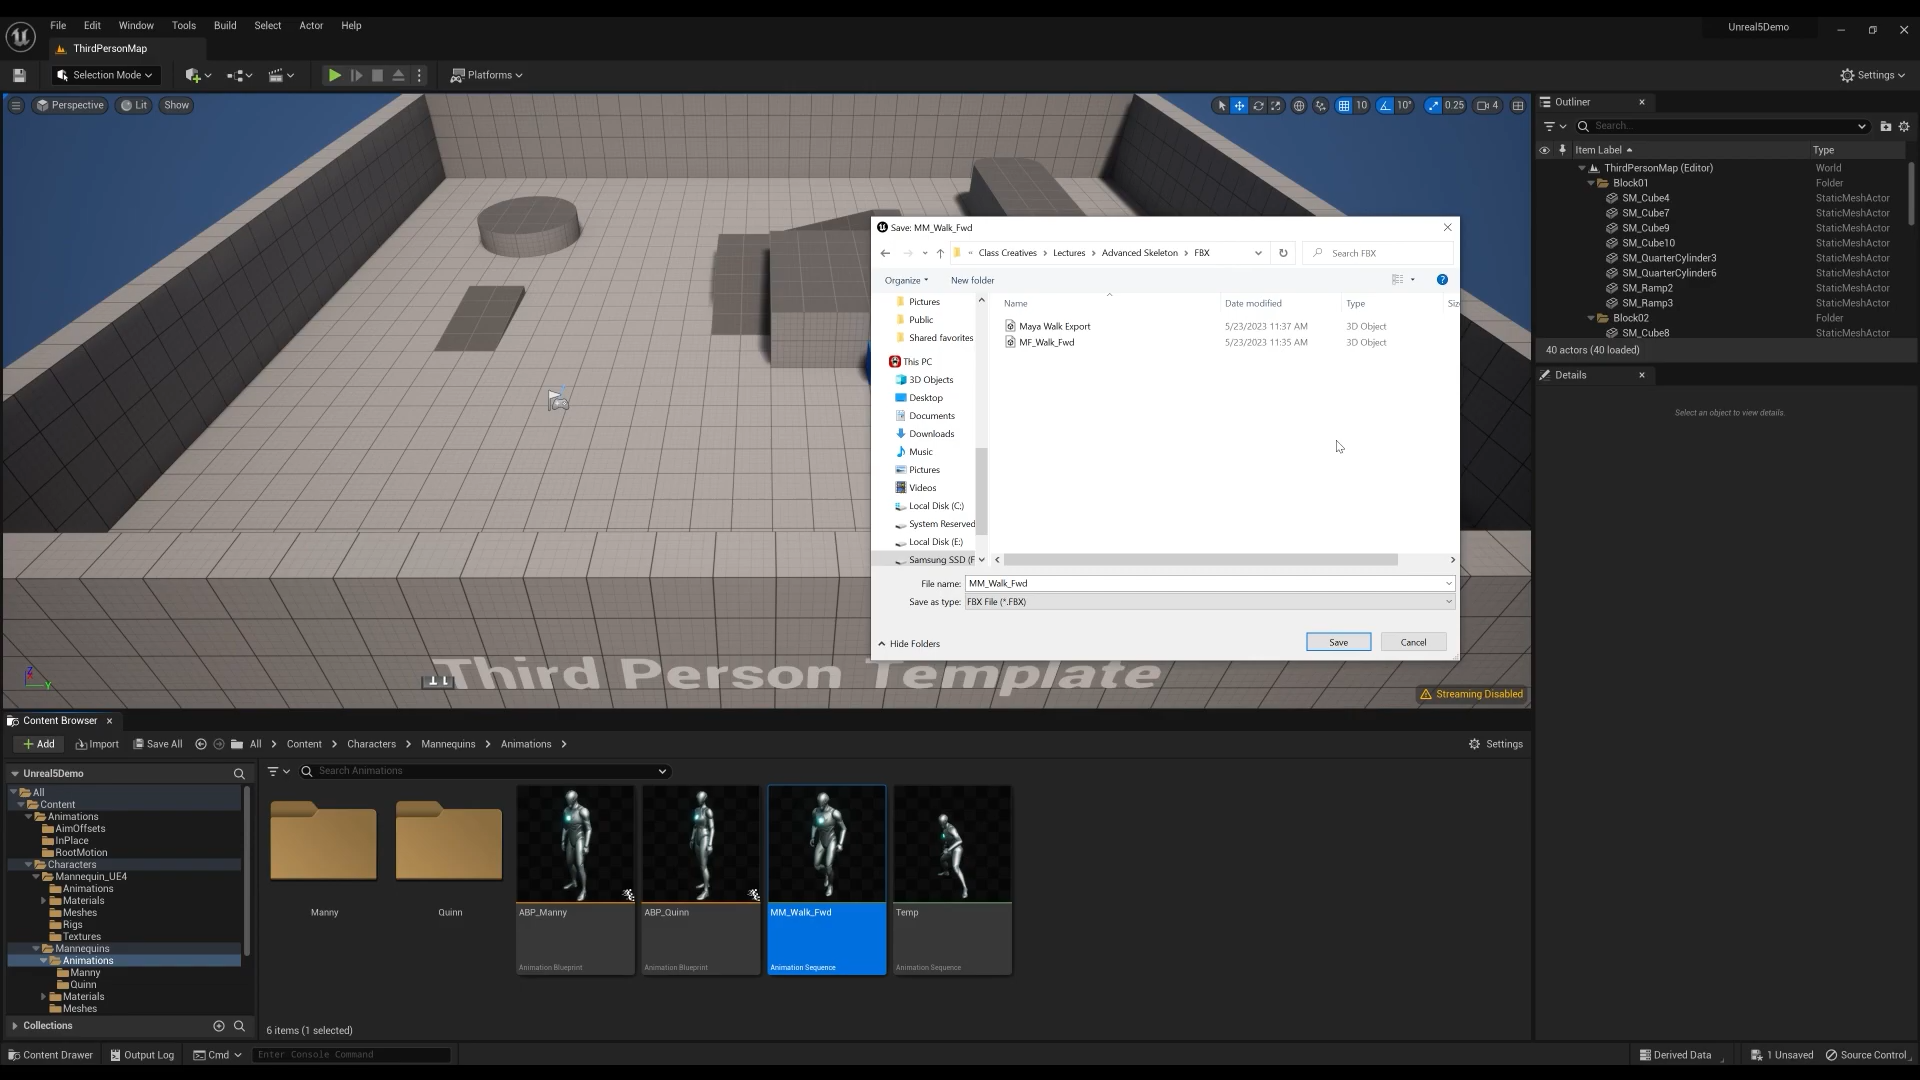 File Edit Window Tools Build Select Actor Help
Unreal5Demo
ThirdPersonMap
Selection Mode
Platforms
Settings
Perspective Lit Show
10 10° 0.25 4
Third Person Template
Streaming Disabled
Save: MM_Walk_Fwd
« Class Creatives Lectures Advanced Skeleton FBX
Search FBX
Organize New folder
Pictures
Public
Shared favorites
This PC
3D Objects
Desktop
Documents
Downloads
Music
Pictures
Videos
Local Disk (C:)
System Reserved
Local Disk (E:)
Samsung SSD (F
Name Date modified Type Siz
Maya Walk Export 5/23/2023 11:37 AM 3D Object
MF_Walk_Fwd 5/23/2023 11:35 AM 3D Object
File name: MM_Walk_Fwd
Save as type: FBX File (*.FBX)
Hide Folders
Save Cancel
Outliner
Search...
Item Label Type
ThirdPersonMap (Editor) World
Block01 Folder
SM_Cube4 StaticMeshActor
SM_Cube7 StaticMeshActor
SM_Cube9 StaticMeshActor
SM_Cube10 StaticMeshActor
SM_QuarterCylinder3 StaticMeshActor
SM_QuarterCylinder6 StaticMeshActor
SM_Ramp2 StaticMeshActor
SM_Ramp3 StaticMeshActor
Block02 Folder
SM_Cube8 StaticMeshActor
40 actors (40 loaded)
Details
Select an object to view details.
Content Browser
Add Import Save All All Content Characters Mannequins Animations
Settings
Unreal5Demo
All
Content
Animations
AimOffsets
InPlace
RootMotion
Characters
Mannequin_UE4
Animations
Materials
Meshes
Rigs
Textures
Mannequins
Animations
Manny
Quinn
Materials
Meshes
Collections
Search Animations
Manny
Quinn
ABP_Manny
Animation Blueprint
ABP_Quinn
Animation Blueprint
MM_Walk_Fwd
Animation Sequence
Temp
Animation Sequence
6 items (1 selected)
Content Drawer Output Log Cmd Enter Console Command
Derived Data 1 Unsaved Source Control
X Y Z